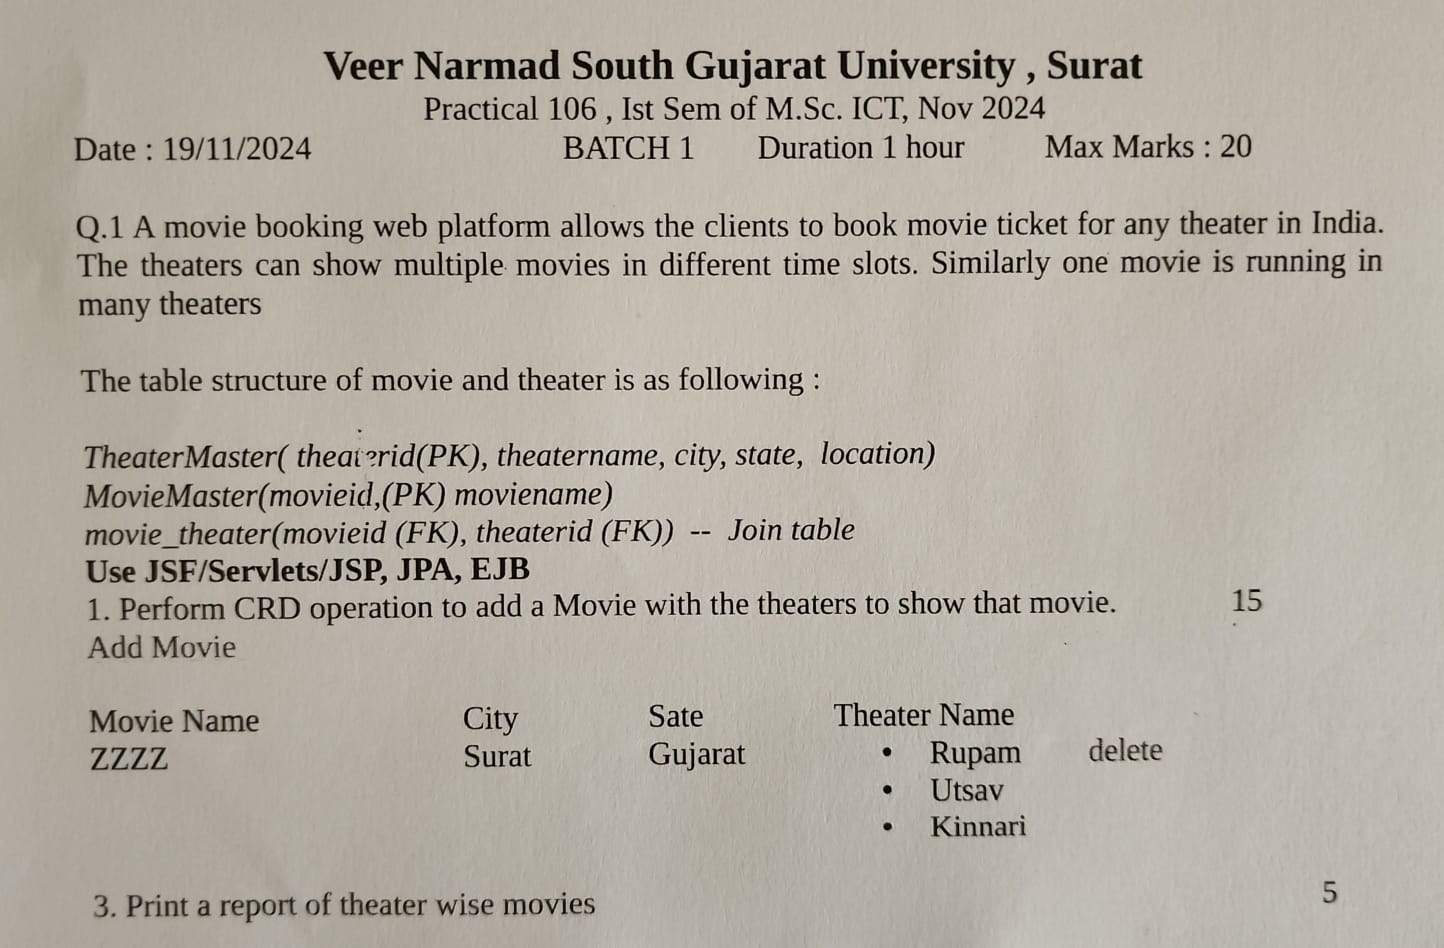 Veer Narmad South Gujarat University , Surat
Practical 106 , Ist Sem of M.Sc. ICT, Nov 2024
Date : 19/11/2024 BATCH 1 Duration 1 hour Max Marks : 20
Q.1 A movie booking web platform allows the clients to book movie ticket for any theater in India.
The theaters can show multiple movies in different time slots. Similarly one movie is running in
many theaters
The table structure of movie and theater is as following :
TheaterMaster( theaterid(PK), theatername, city, state, location)
MovieMaster(movieid,(PK) moviename)
movie_theater(movieid (FK), theaterid (FK)) -- Join table
Use JSF/Servlets/JSP, JPA, EJB
1. Perform CRD operation to add a Movie with the theaters to show that movie. 15
Add Movie
Movie Name City Sate Theater Name
ZZZZ Surat Gujarat • Rupam delete
• Utsav
• Kinnari
3. Print a report of theater wise movies 5